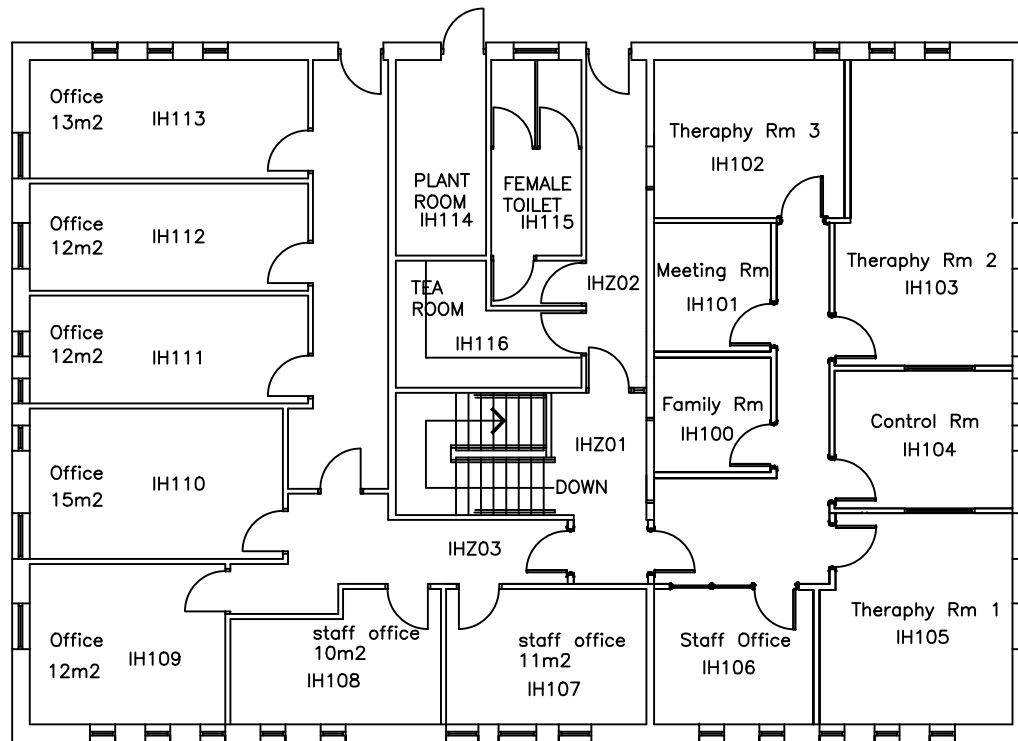 Office
13m2
IH113
Office
12m2
IH112
Office
12m2
IH111
Office
15m2
IH110
Office
12m2
IH109
staff office
10m2
IH108
staff office
11m2
IH107
PLANT
ROOM
IH114
FEMALE
TOILET
IH115
TEA
ROOM
IH116
IHZ02
IHZ01
DOWN
IHZ03
Theraphy Rm 3
IH102
Meeting Rm
IH101
Family Rm
IH100
Theraphy Rm 2
IH103
Control Rm
IH104
Theraphy Rm 1
IH105
Staff Office
IH106